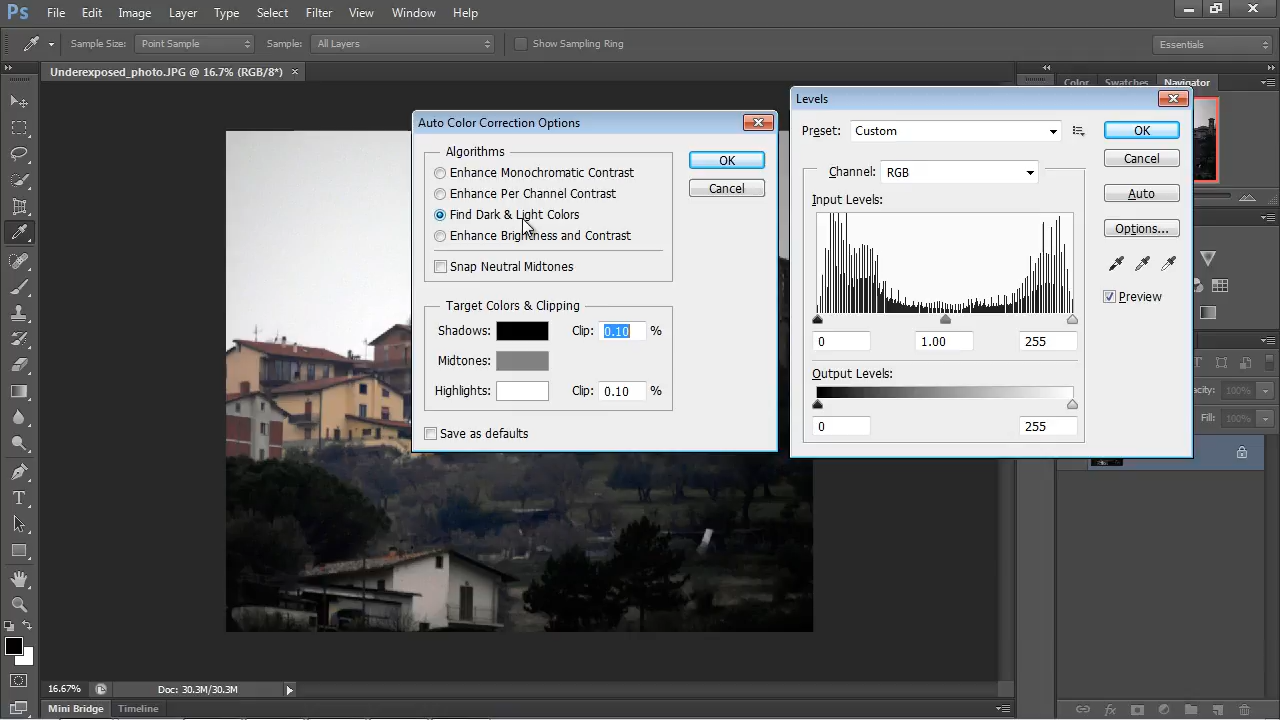 Ps File Edit Image Layer Type Select Filter View Window Help
Sample Size: Point Sample Sample: All Layers Show Sampling Ring Essentials
Underexposed_photo.JPG @ 16.7% (RGB/8*) ×
Color Swatches Navigator
Auto Color Correction Options
Algorithms
Enhance Monochromatic Contrast
Enhance Per Channel Contrast
Find Dark & Light Colors
Enhance Brightness and Contrast
Snap Neutral Midtones
OK
Cancel
Target Colors & Clipping
Shadows: Clip: 0.10 %
Midtones:
Highlights: Clip: 0.10 %
Save as defaults
Levels
Preset: Custom
Channel: RGB
Input Levels:
0 1.00 255
Output Levels:
0 255
OK
Cancel
Auto
Options...
Preview
100%
Fill: 100%
T
16.67% Doc: 30.3M/30.3M
Mini Bridge Timeline
fx